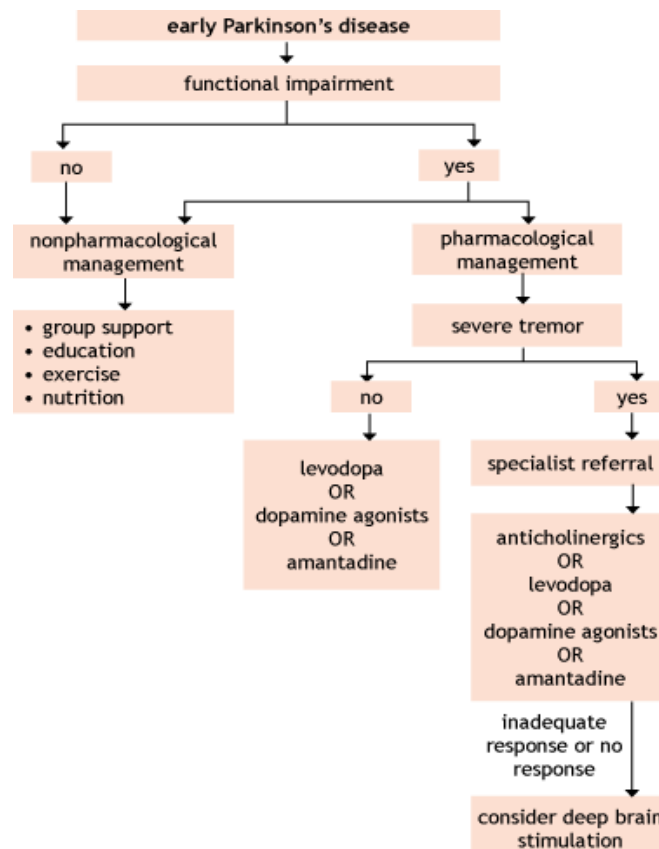 early Parkinson's disease
functional impairment
no
yes
nonpharmacological
management
pharmacological
management
• group support
• education
• exercise
• nutrition
severe tremor
no
yes
levodopa
OR
dopamine agonists
OR
amantadine
specialist referral
anticholinergics
OR
levodopa
OR
dopamine agonists
OR
amantadine
inadequate
response or no
response
consider deep brain
stimulation